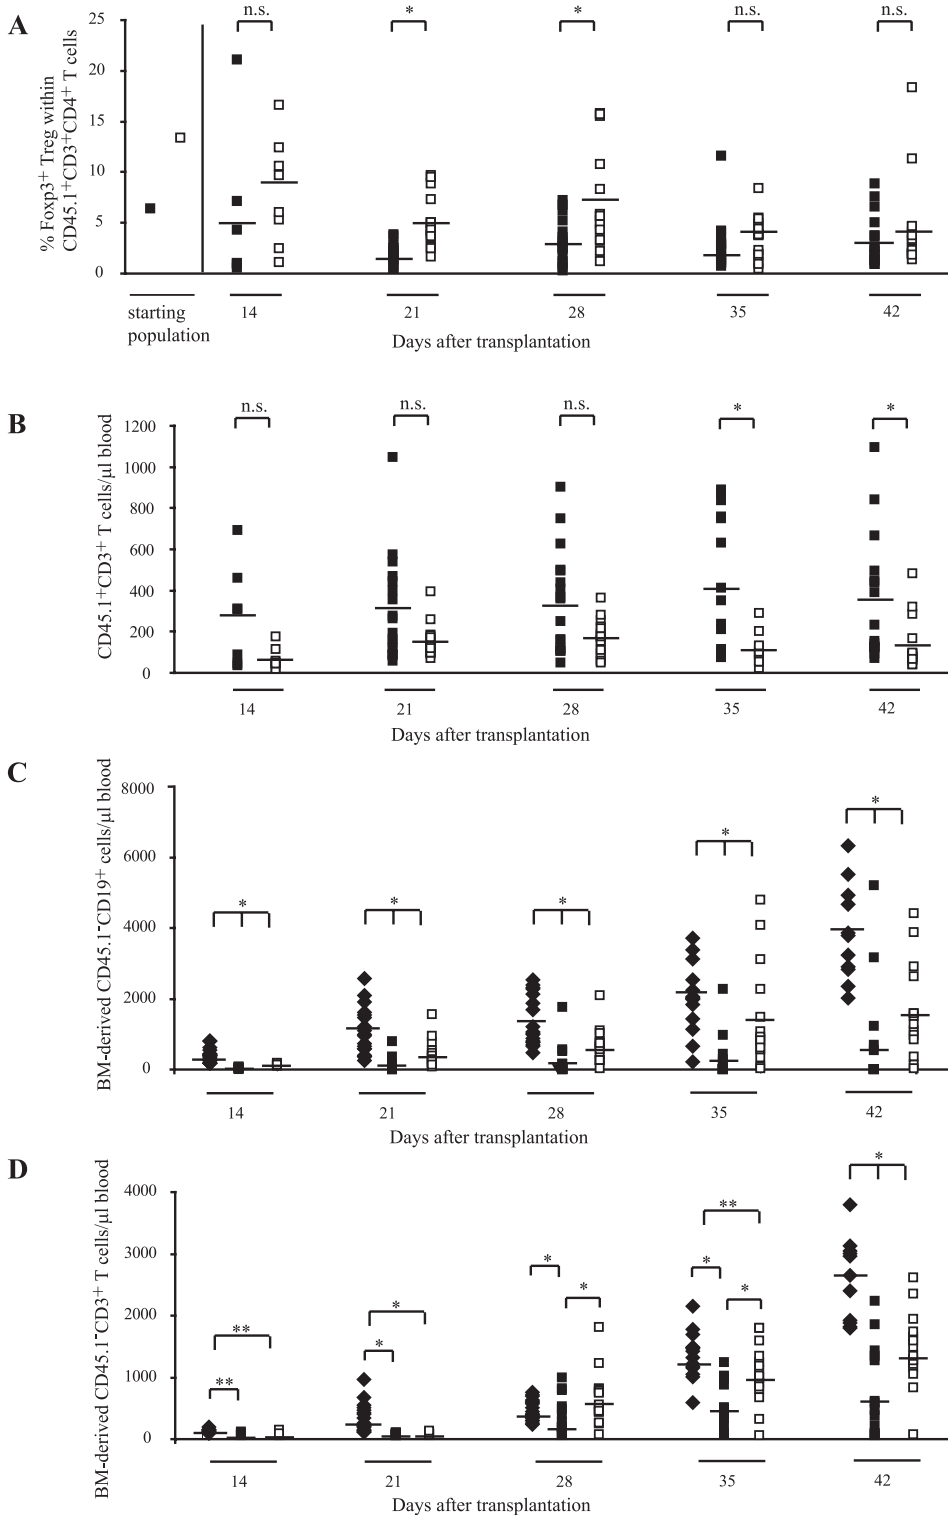 A
% Foxp3+ Treg within
CD45.1+CD3+CD4+ T cells
25
20
15
10
5
0
n.s.
*
*
n.s.
n.s.
starting
population
14
21
28
35
42
Days after transplantation
B
CD45.1+CD3+ T cells/μl blood
1200
1000
800
600
400
200
0
n.s.
n.s.
n.s.
*
*
14
21
28
35
42
Days after transplantation
C
BM-derived CD45.1-CD19+ cells/μl blood
8000
6000
4000
2000
0
*
*
*
*
*
14
21
28
35
42
Days after transplantation
D
BM-derived CD45.1-CD3+ T cells/μl blood
4000
3000
2000
1000
0
**
**
*
*
*
*
**
*
*
*
14
21
28
35
42
Days after transplantation